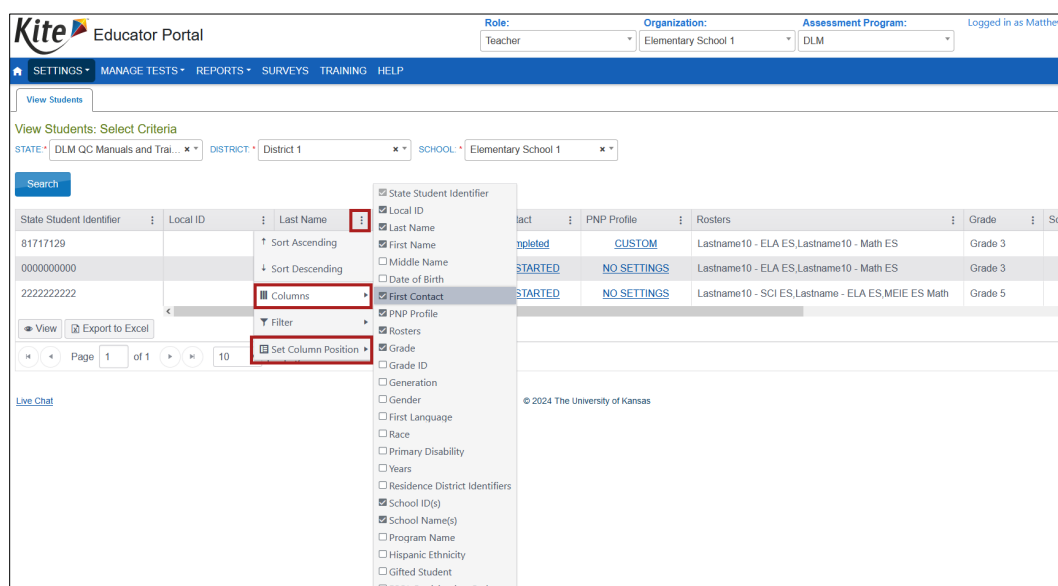 Kite Educator Portal
Role: Organization: Assessment Program: Logged in as Matthe
Teacher Elementary School 1 DLM
SETTINGS MANAGE TESTS REPORTS SURVEYS TRAINING HELP
View Students
View Students: Select Criteria
STATE:* DLM QC Manuals and Trai... DISTRICT: * District 1 SCHOOL: * Elementary School 1
Search
State Student Identifier Local ID Last Name tact PNP Profile Rosters Grade Sc
81717129 mpleted CUSTOM Lastname10 - ELA ES,Lastname10 - Math ES Grade 3
0000000000 STARTED NO SETTINGS Lastname10 - ELA ES,Lastname10 - Math ES Grade 3
2222222222 STARTED NO SETTINGS Lastname10 - SCI ES,Lastname - ELA ES,MEIE ES Math Grade 5
View Export to Excel
Page 1 of 1 10
Sort Ascending
Sort Descending
Columns
Filter
Set Column Position
State Student Identifier
Local ID
Last Name
First Name
Middle Name
Date of Birth
First Contact
PNP Profile
Rosters
Grade
Grade ID
Generation
Gender
First Language
Race
Primary Disability
Years
Residence District Identifiers
School ID(s)
School Name(s)
Program Name
Hispanic Ethnicity
Gifted Student
Live Chat © 2024 The University of Kansas